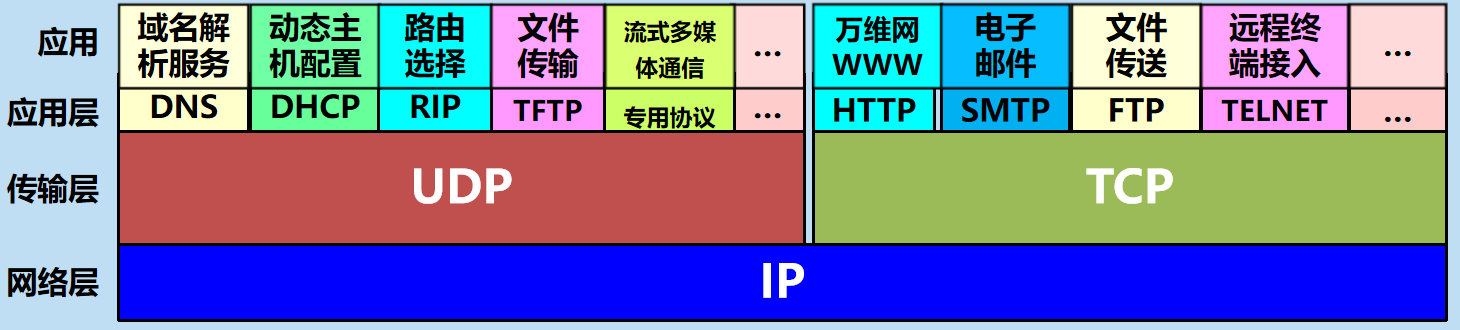 应用
域名解
析服务
动态主
机配置
路由
选择
文件
传输
流式多媒
体通信
...
万维网
WWW
电子
邮件
文件
传送
远程终
端接入
...
应用层
DNS
DHCP
RIP
TFTP
专用协议
...
HTTP
SMTP
FTP
TELNET
...
传输层
UDP
TCP
网络层
IP